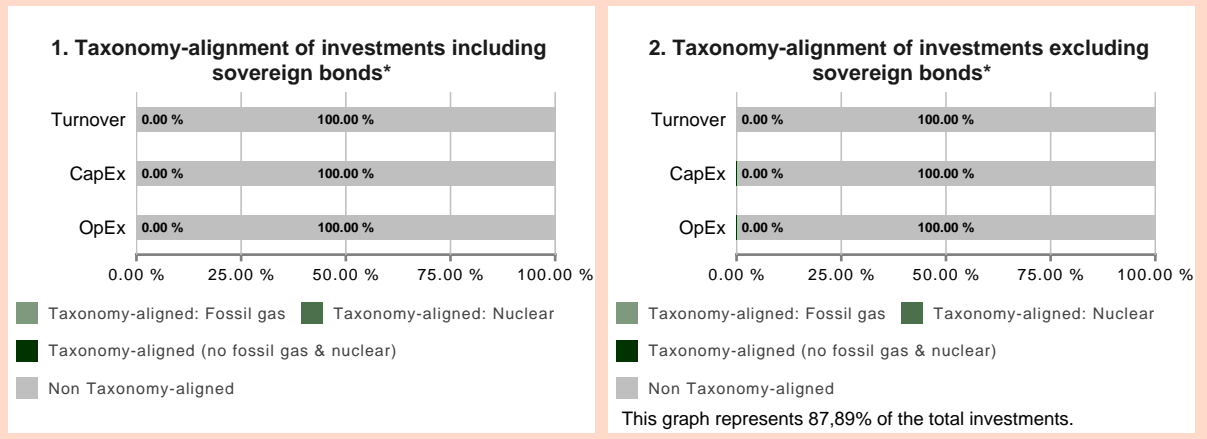 1. Taxonomy-alignment of investments including
sovereign bonds*
Turnover 0.00 % 100.00 %
CapEx 0.00 % 100.00 %
OpEx 0.00 % 100.00 %
0.00 % 25.00 % 50.00 % 75.00 % 100.00 %
Taxonomy-aligned: Fossil gas Taxonomy-aligned: Nuclear
Taxonomy-aligned (no fossil gas & nuclear)
Non Taxonomy-aligned
2. Taxonomy-alignment of investments excluding
sovereign bonds*
Turnover 0.00 % 100.00 %
CapEx 0.00 % 100.00 %
OpEx 0.00 % 100.00 %
0.00 % 25.00 % 50.00 % 75.00 % 100.00 %
Taxonomy-aligned: Fossil gas Taxonomy-aligned: Nuclear
Taxonomy-aligned (no fossil gas & nuclear)
Non Taxonomy-aligned
This graph represents 87,89% of the total investments.